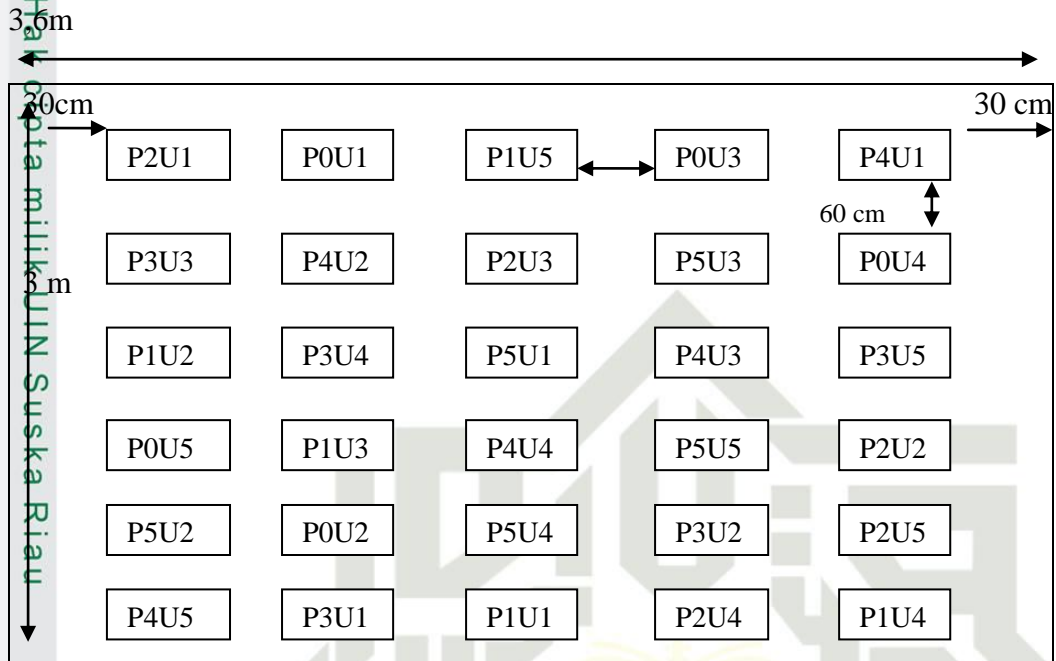 3,6m
30cm
30 cm
P2U1 P0U1 P1U5 P0U3 P4U1
60 cm
P3U3 P4U2 P2U3 P5U3 P0U4
3 m
P1U2 P3U4 P5U1 P4U3 P3U5
P0U5 P1U3 P4U4 P5U5 P2U2
P5U2 P0U2 P5U4 P3U2 P2U5
P4U5 P3U1 P1U1 P2U4 P1U4
Hak cipta milik UIN Suska Riau